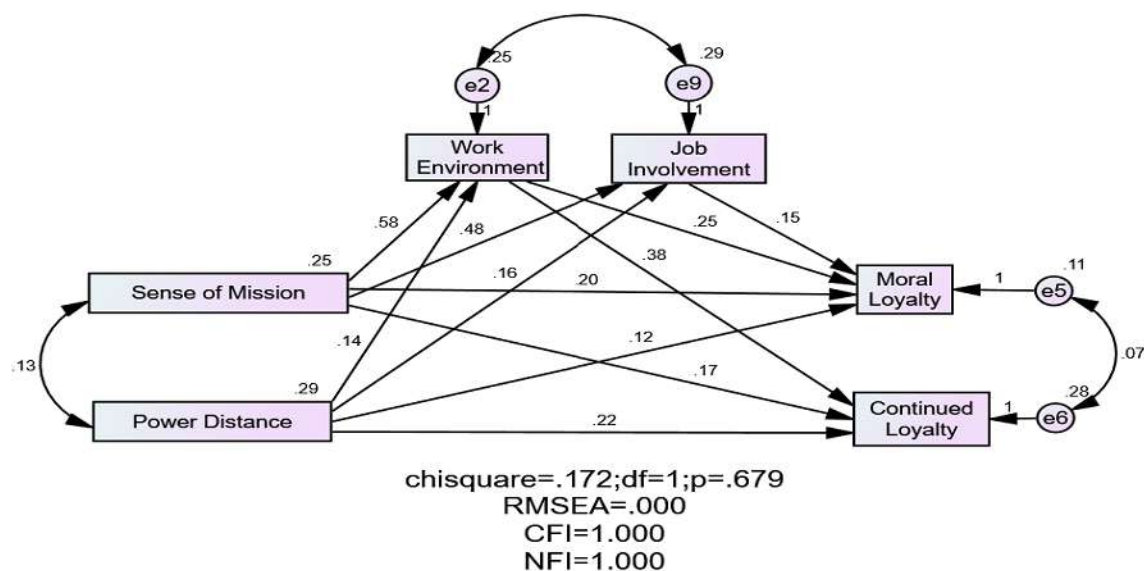 .25
.29
e2
e9
1
1
Work
Environment
Job
Involvement
.58
.48
.25
.15
.25
.16
.38
.11
Sense of Mission
.20
Moral
Loyalty
1
e5
.14
.12
.13
.17
.07
.29
.28
Power Distance
.22
Continued
Loyalty
1
e6
chisquare=.172;df=1;p=.679
RMSEA=.000
CFI=1.000
NFI=1.000